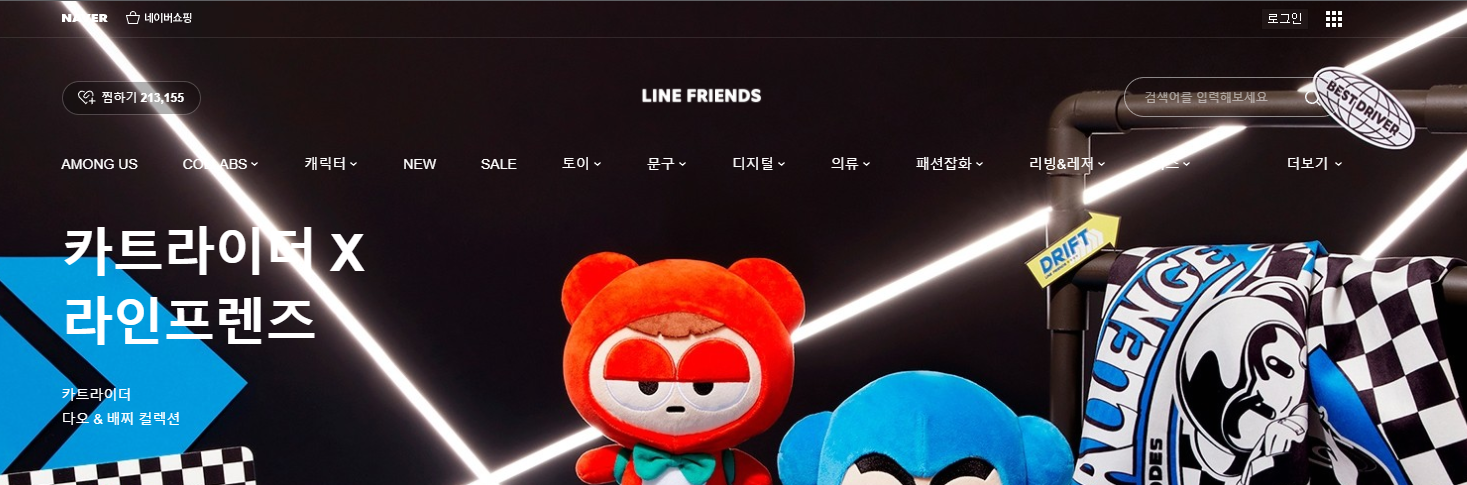 NAVER 네이버쇼핑 로그인
찜하기 213,155 LINE FRIENDS 검색어를 입력해보세요
BEST DRIVER
AMONG US COLLABS 캐릭터 NEW SALE 토이 문구 디지털 의류 패션잡화 리빙&레저 더보기
카트라이더 X
라인프렌즈
DRIFT
카트라이더
다오 & 배찌 컬렉션